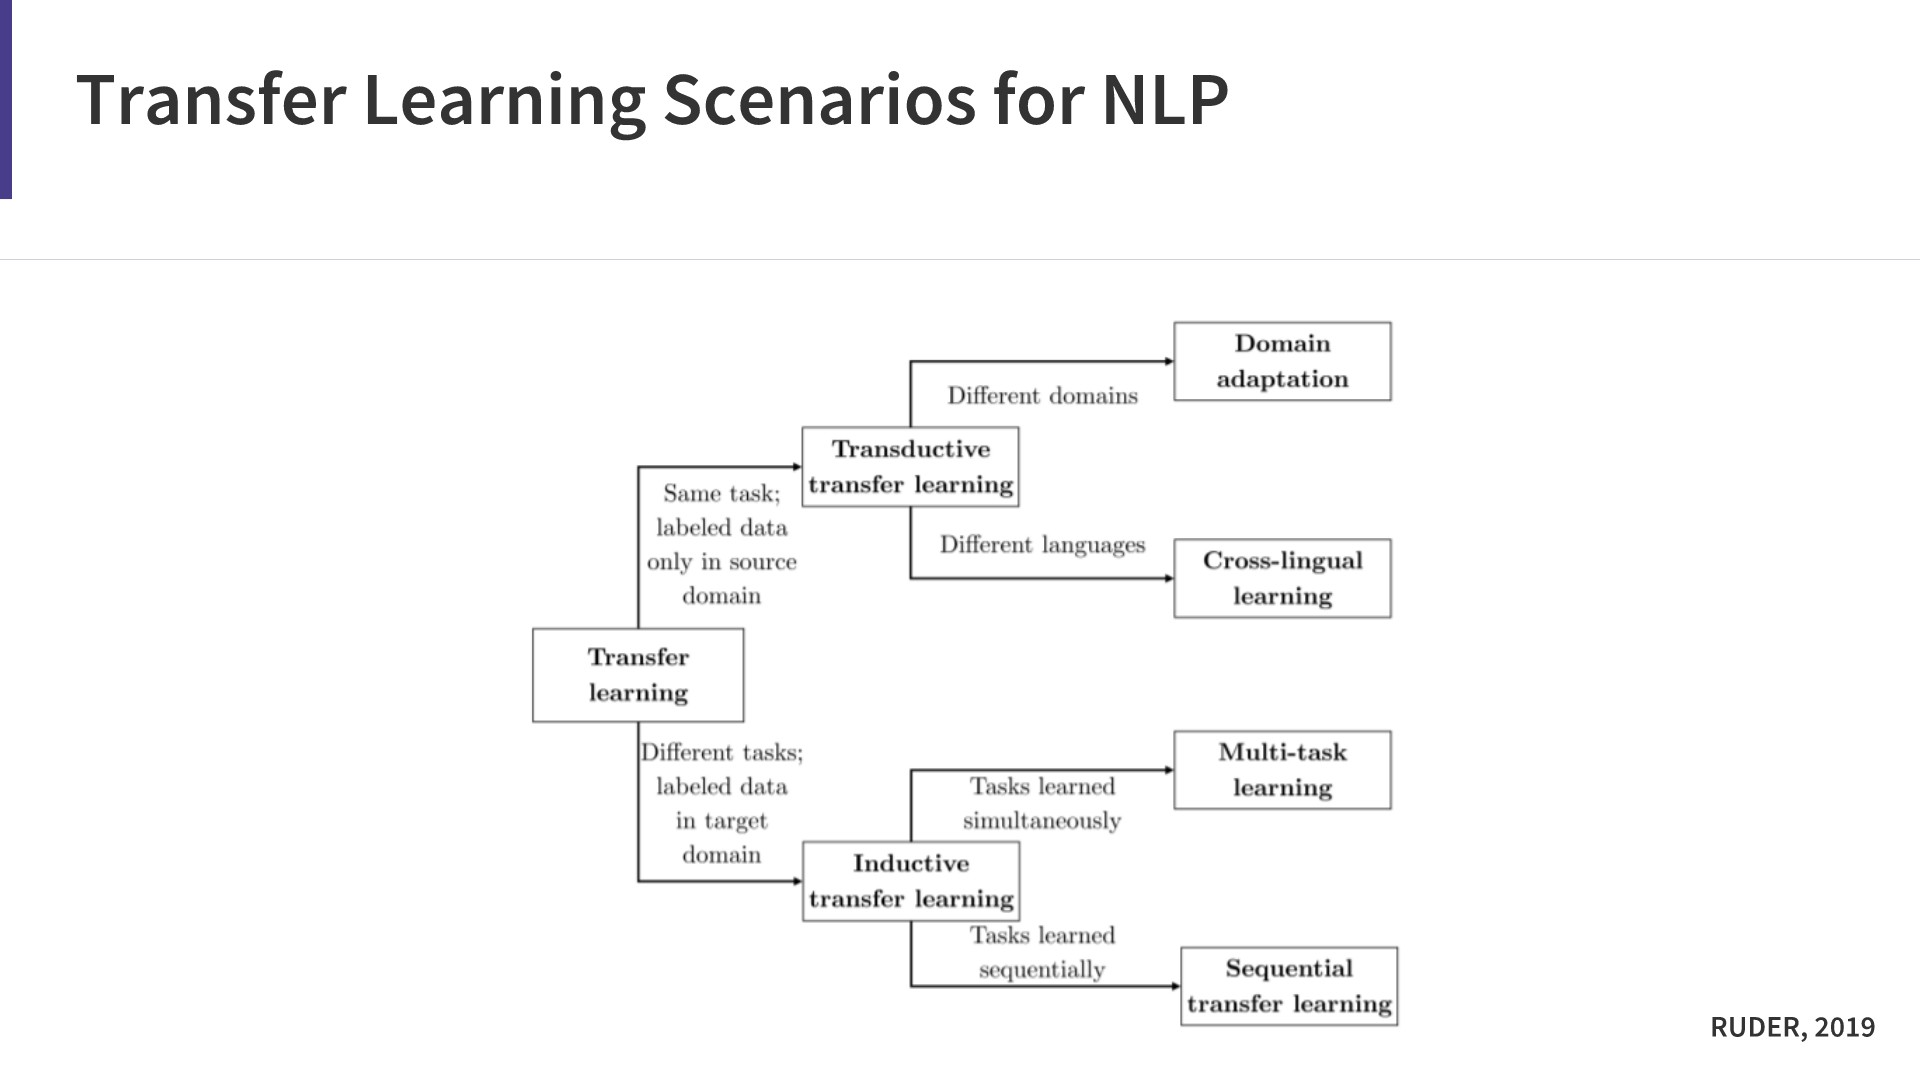 Transfer Learning Scenarios for NLP
Domain
adaptation
Different domains
Transductive
transfer learning
Same task;
labeled data
only in source
domain
Different languages
Cross-lingual
learning
Transfer
learning
Different tasks;
labeled data
in target
domain
Multi-task
learning
Tasks learned
simultaneously
Inductive
transfer learning
Tasks learned
sequentially
Sequential
transfer learning
RUDER, 2019